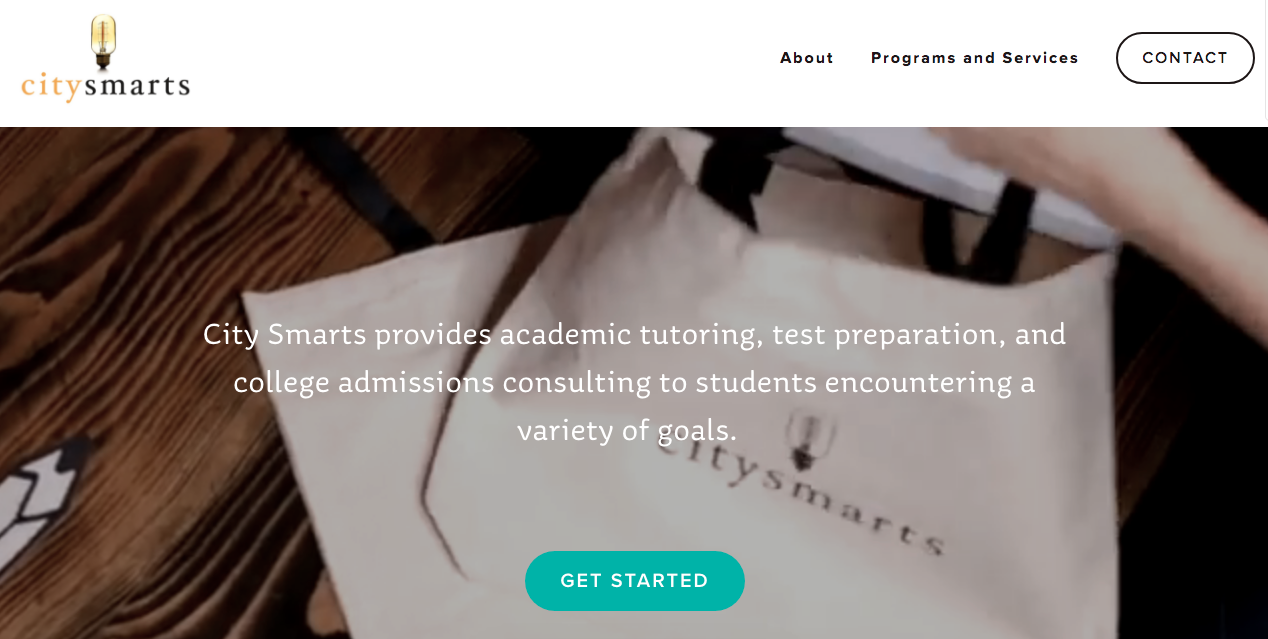 citysmarts
About
Programs and Services
CONTACT
City Smarts provides academic tutoring, test preparation, and
college admissions consulting to students encountering a
variety of goals.
citysmarts
GET STARTED